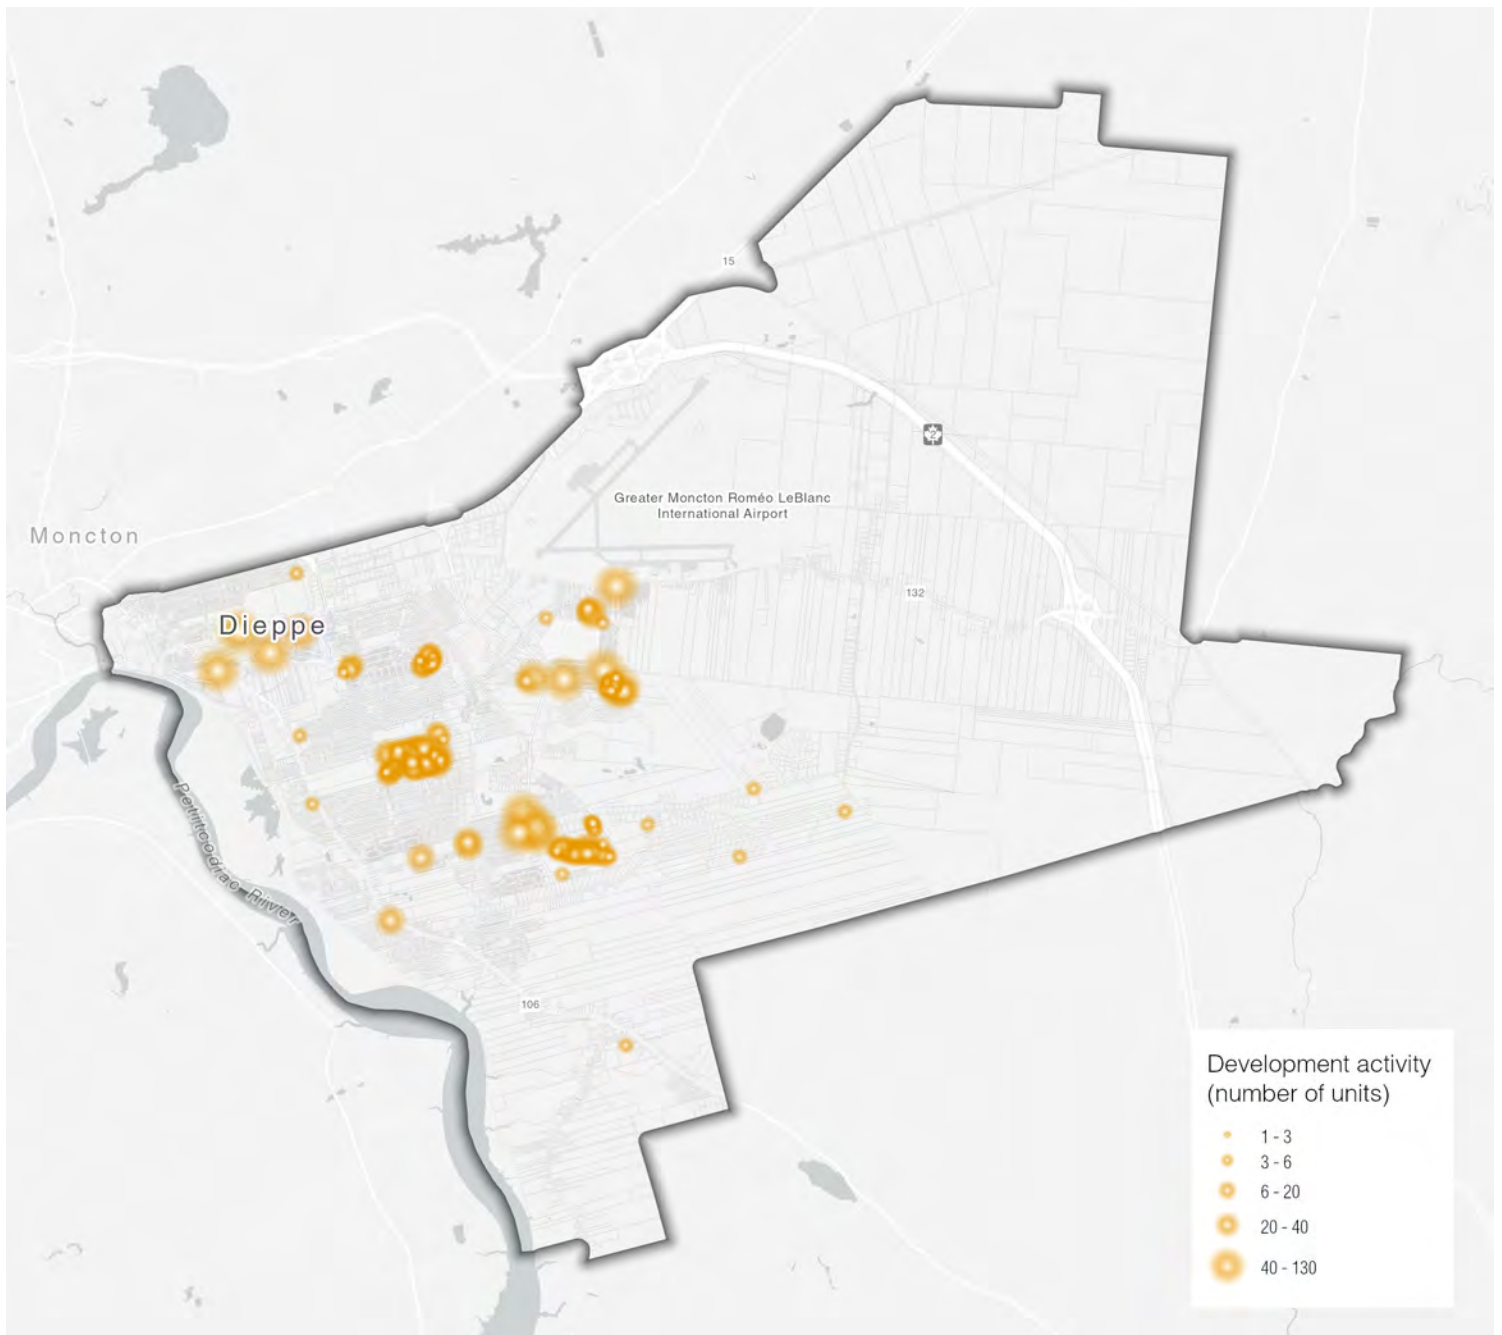 15
2
Greater Moncton Roméo LeBlanc
International Airport
Moncton
132
Dieppe
Petitcodiac River
106
Development activity
(number of units)
1 - 3
3 - 6
6 - 20
20 - 40
40 - 130